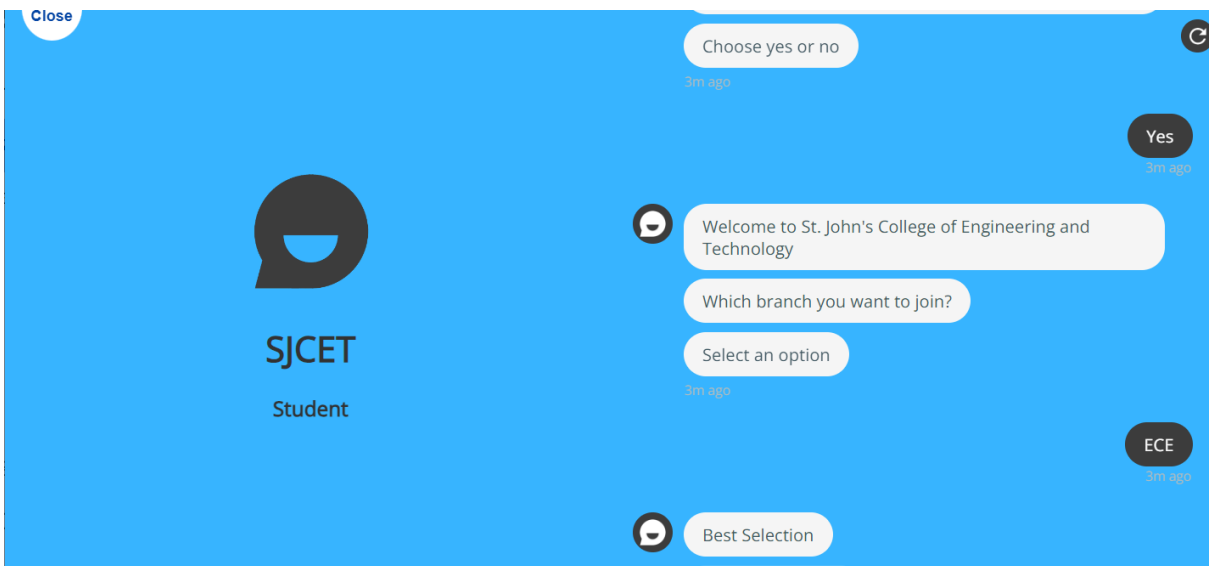 Close
Choose yes or no
3m ago
Yes
3m ago
Welcome to St. John's College of Engineering and
Technology
Which branch you want to join?
Select an option
3m ago
SJCET
Student
ECE
3m ago
Best Selection